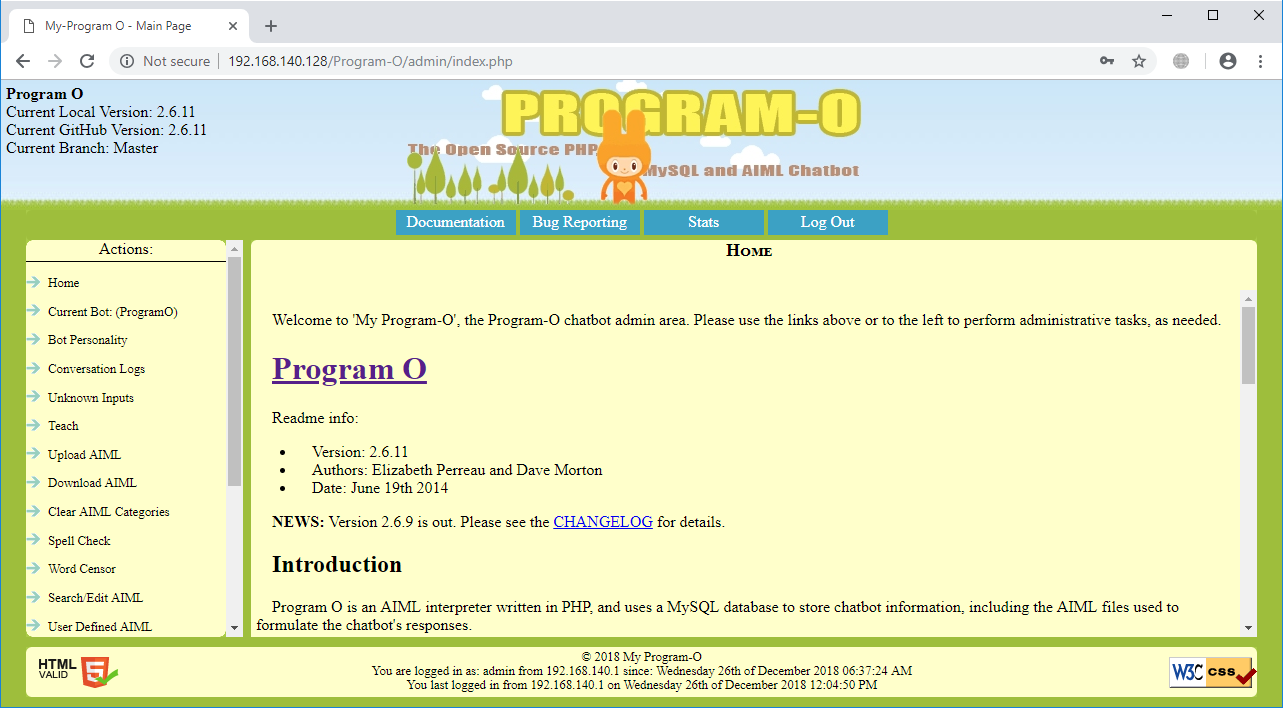 My-Program O - Main Page
Not secure | 192.168.140.128/Program-O/admin/index.php
Program O
Current Local Version: 2.6.11
Current GitHub Version: 2.6.11
Current Branch: Master
PROGRAM-O
The Open Source PHP,
MySQL and AIML Chatbot
Documentation
Bug Reporting
Stats
Log Out
Actions:
Home
Current Bot: (ProgramO)
Bot Personality
Conversation Logs
Unknown Inputs
Teach
Upload AIML
Download AIML
Clear AIML Categories
Spell Check
Word Censor
Search/Edit AIML
User Defined AIML
Home
Welcome to 'My Program-O', the Program-O chatbot admin area. Please use the links above or to the left to perform administrative tasks, as needed.
Program O
Readme info:
• Version: 2.6.11
• Authors: Elizabeth Perreau and Dave Morton
• Date: June 19th 2014
NEWS: Version 2.6.9 is out. Please see the CHANGELOG for details.
Introduction
Program O is an AIML interpreter written in PHP, and uses a MySQL database to store chatbot information, including the AIML files used to
formulate the chatbot's responses.
HTML
VALID
© 2018 My Program-O
You are logged in as: admin from 192.168.140.1 since: Wednesday 26th of December 2018 06:37:24 AM
You last logged in from 192.168.140.1 on Wednesday 26th of December 2018 12:04:50 PM
W3C css